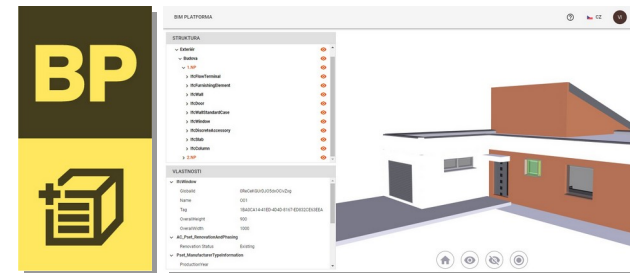 BP
BIM PLATFORMA
CZ
VI
STRUKTURA
Exteriér
Budova
1.NP
IfcFlowTerminal
IfcFurnishingElement
IfcWall
IfcDoor
IfcWallStandardCase
IfcWindow
IfcDiscreteAccessory
IfcSlab
IfcColumn
2.NP
VLASTNOSTI
IfcWindow
GlobalId
Name 001
Tag
OverallHeight 900
OverallWidth 1000
AC_Pset_RenovationAndPhasing
Renovation Status Existing
Pset_ManufacturerTypeInformation
ProductionYear